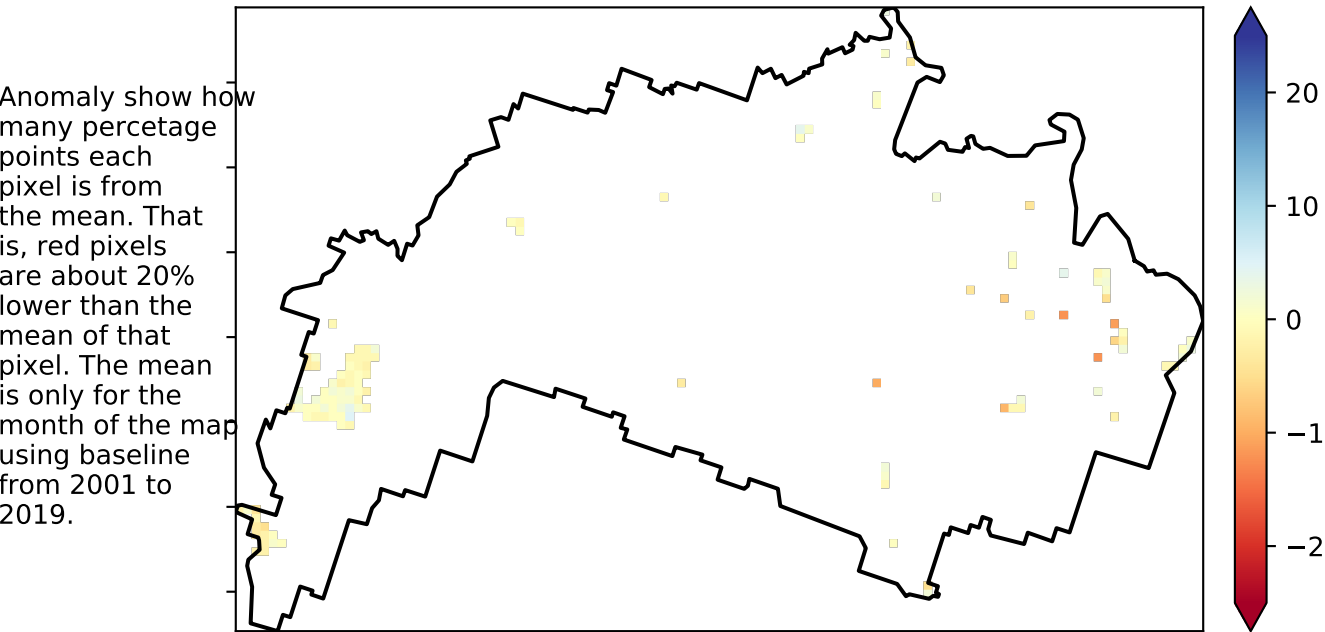 Anomaly show how
many percetage
points each
pixel is from
the mean. That
is, red pixels
are about 20%
lower than the
mean of that
pixel. The mean
is only for the
month of the map
using baseline
from 2001 to
2019.
20
10
0
−1
−2